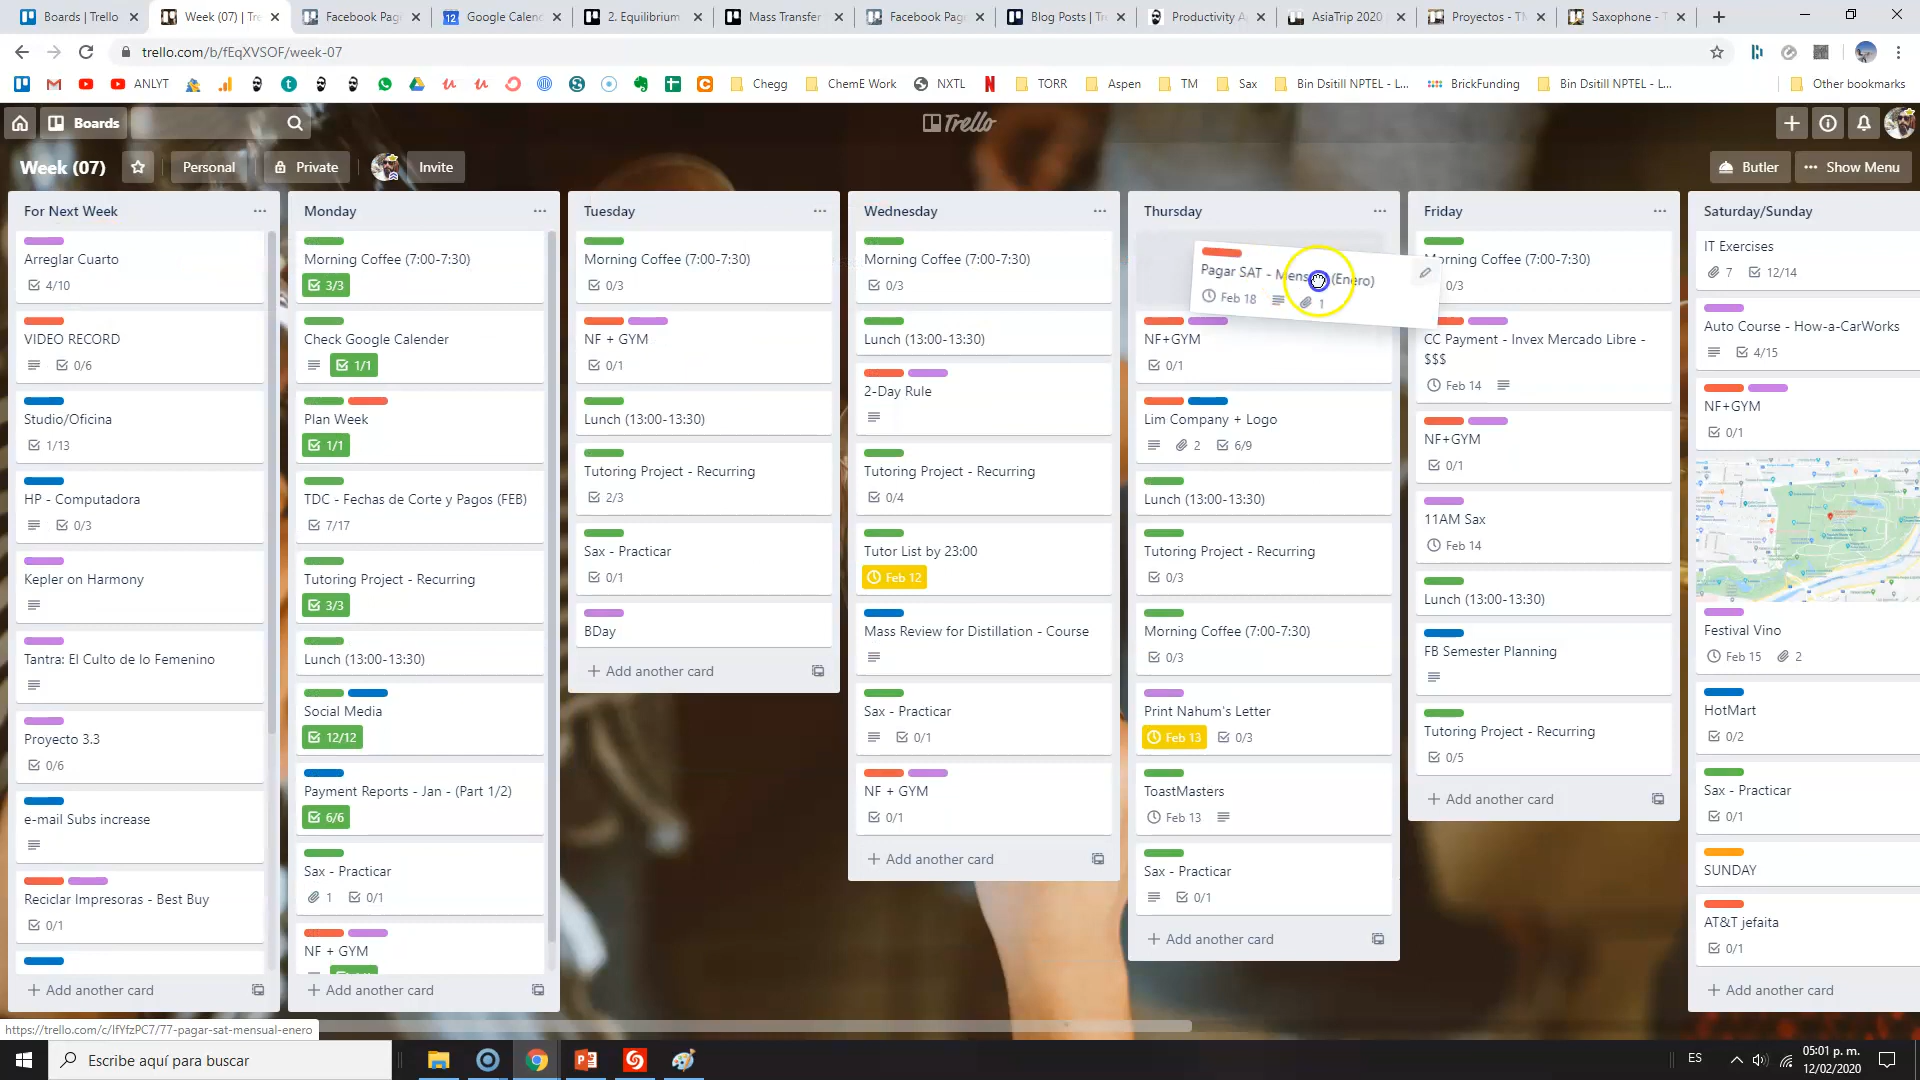 Boards | Trello
Week (07) | Tre
Facebook Pag
Google Calenc
2. Equilibrium
Mass Transfer
Facebook Pag
Blog Posts | Tre
Productivity A
AsiaTrip 2020
Proyectos - T
Saxophone - T
trello.com/b/fEqXVSOF/week-07
ANLYT
Chegg
ChemE Work
NXTL
TORR
Aspen
TM
Sax
Bin Dsitill NPTEL - L...
BrickFunding
Bin Dsitill NPTEL - L...
Other bookmarks
Boards
Trello
Week (07)
Personal
Private
Invite
Butler
Show Menu
For Next Week
Arreglar Cuarto
4/10
VIDEO RECORD
0/6
Studio/Oficina
1/13
HP - Computadora
0/3
Kepler on Harmony
Tantra: El Culto de lo Femenino
Proyecto 3.3
0/6
e-mail Subs increase
Reciclar Impresoras - Best Buy
0/1
+ Add another card
Monday
Morning Coffee (7:00-7:30)
3/3
Check Google Calender
1/1
Plan Week
1/1
TDC - Fechas de Corte y Pagos (FEB)
7/17
Tutoring Project - Recurring
3/3
Lunch (13:00-13:30)
Social Media
12/12
Payment Reports - Jan - (Part 1/2)
6/6
Sax - Practicar
1 0/1
NF + GYM
+ Add another card
Tuesday
Morning Coffee (7:00-7:30)
0/3
NF + GYM
0/1
Lunch (13:00-13:30)
Tutoring Project - Recurring
2/3
Sax - Practicar
0/1
BDay
+ Add another card
Wednesday
Morning Coffee (7:00-7:30)
0/3
Lunch (13:00-13:30)
2-Day Rule
Tutoring Project - Recurring
0/4
Tutor List by 23:00
Feb 12
Mass Review for Distillation - Course
Sax - Practicar
0/1
NF + GYM
0/1
+ Add another card
Thursday
Pagar SAT - Mensual (Enero)
Feb 18 1
NF+GYM
0/1
Lim Company + Logo
2 6/9
Lunch (13:00-13:30)
Tutoring Project - Recurring
0/3
Morning Coffee (7:00-7:30)
0/3
Print Nahum's Letter
Feb 13 0/3
ToastMasters
Feb 13
Sax - Practicar
0/1
+ Add another card
Friday
Morning Coffee (7:00-7:30)
0/3
CC Payment - Invex Mercado Libre -
$$$
Feb 14
NF+GYM
0/1
11AM Sax
Feb 14
Lunch (13:00-13:30)
FB Semester Planning
Tutoring Project - Recurring
0/5
+ Add another card
Saturday/Sunday
IT Exercises
7 12/14
Auto Course - How-a-CarWorks
4/15
NF+GYM
0/1
Festival Vino
Feb 15 2
HotMart
0/2
Sax - Practicar
0/1
SUNDAY
AT&T jefaita
0/1
+ Add another card
https://trello.com/c/IfYfzPC7/77-pagar-sat-mensual-enero
Escribe aquí para buscar
ES
05:01 p. m.
12/02/2020